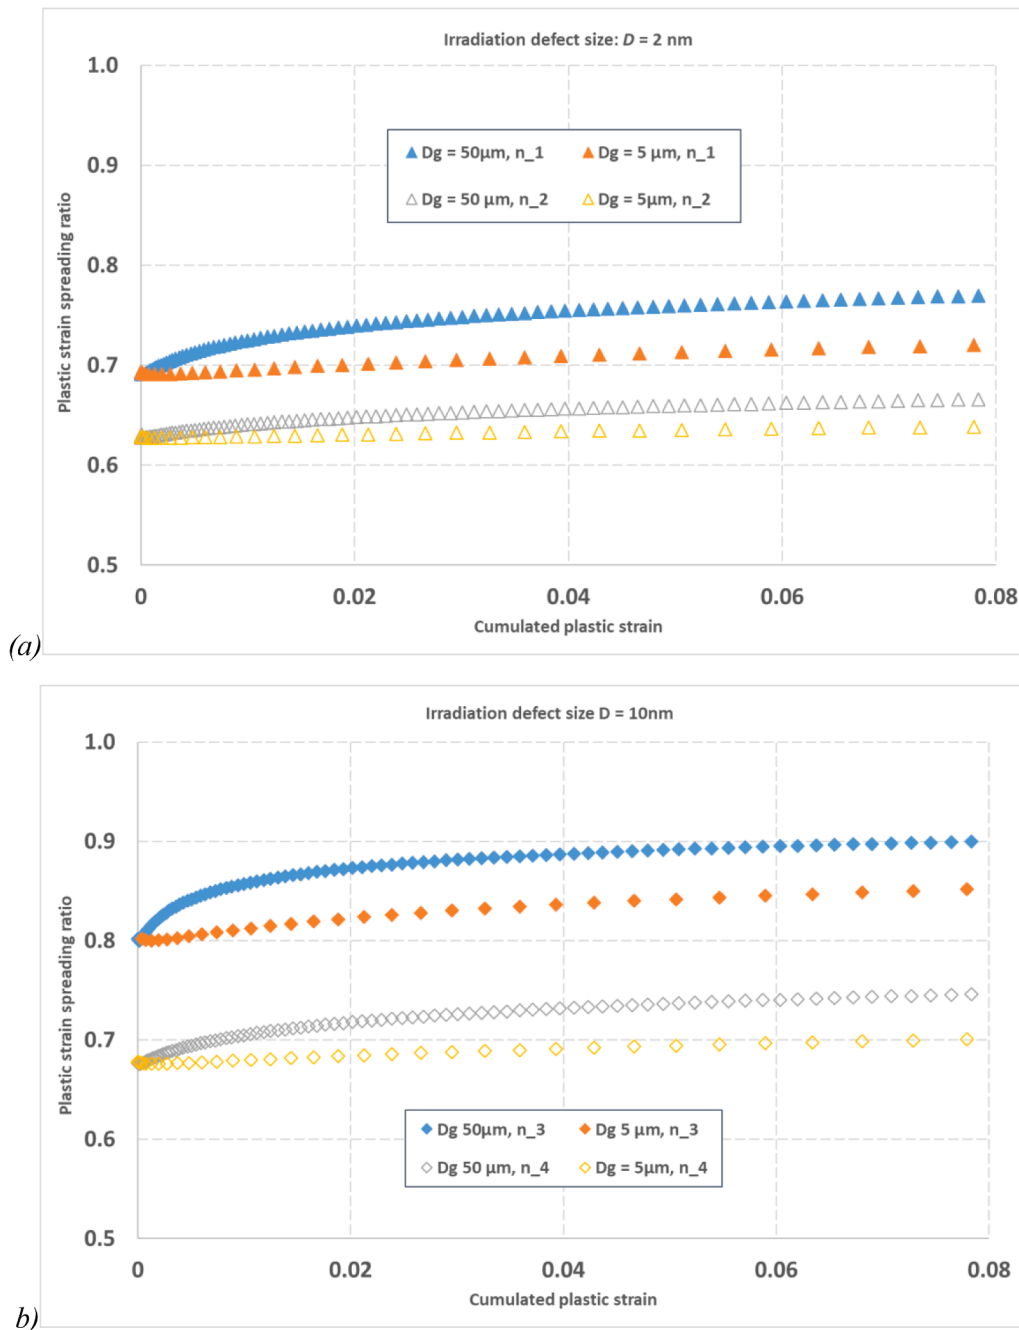 Irradiation defect size: D = 2 nm
1.0
0.9
0.8
0.7
0.6
0.5
Plastic strain spreading ratio
Dg = 50μm, n_1 Dg = 5 μm, n_1
Dg = 50 μm, n_2 Dg = 5μm, n_2
0 0.02 0.04 0.06 0.08
Cumulated plastic strain
(a)
Irradiation defect size D = 10nm
1.0
0.9
0.8
0.7
0.6
0.5
Plastic strain spreading ratio
Dg 50μm, n_3 Dg 5 μm, n_3
Dg 50 μm, n_4 Dg = 5μm, n_4
0 0.02 0.04 0.06 0.08
Cumulated plastic strain
b)